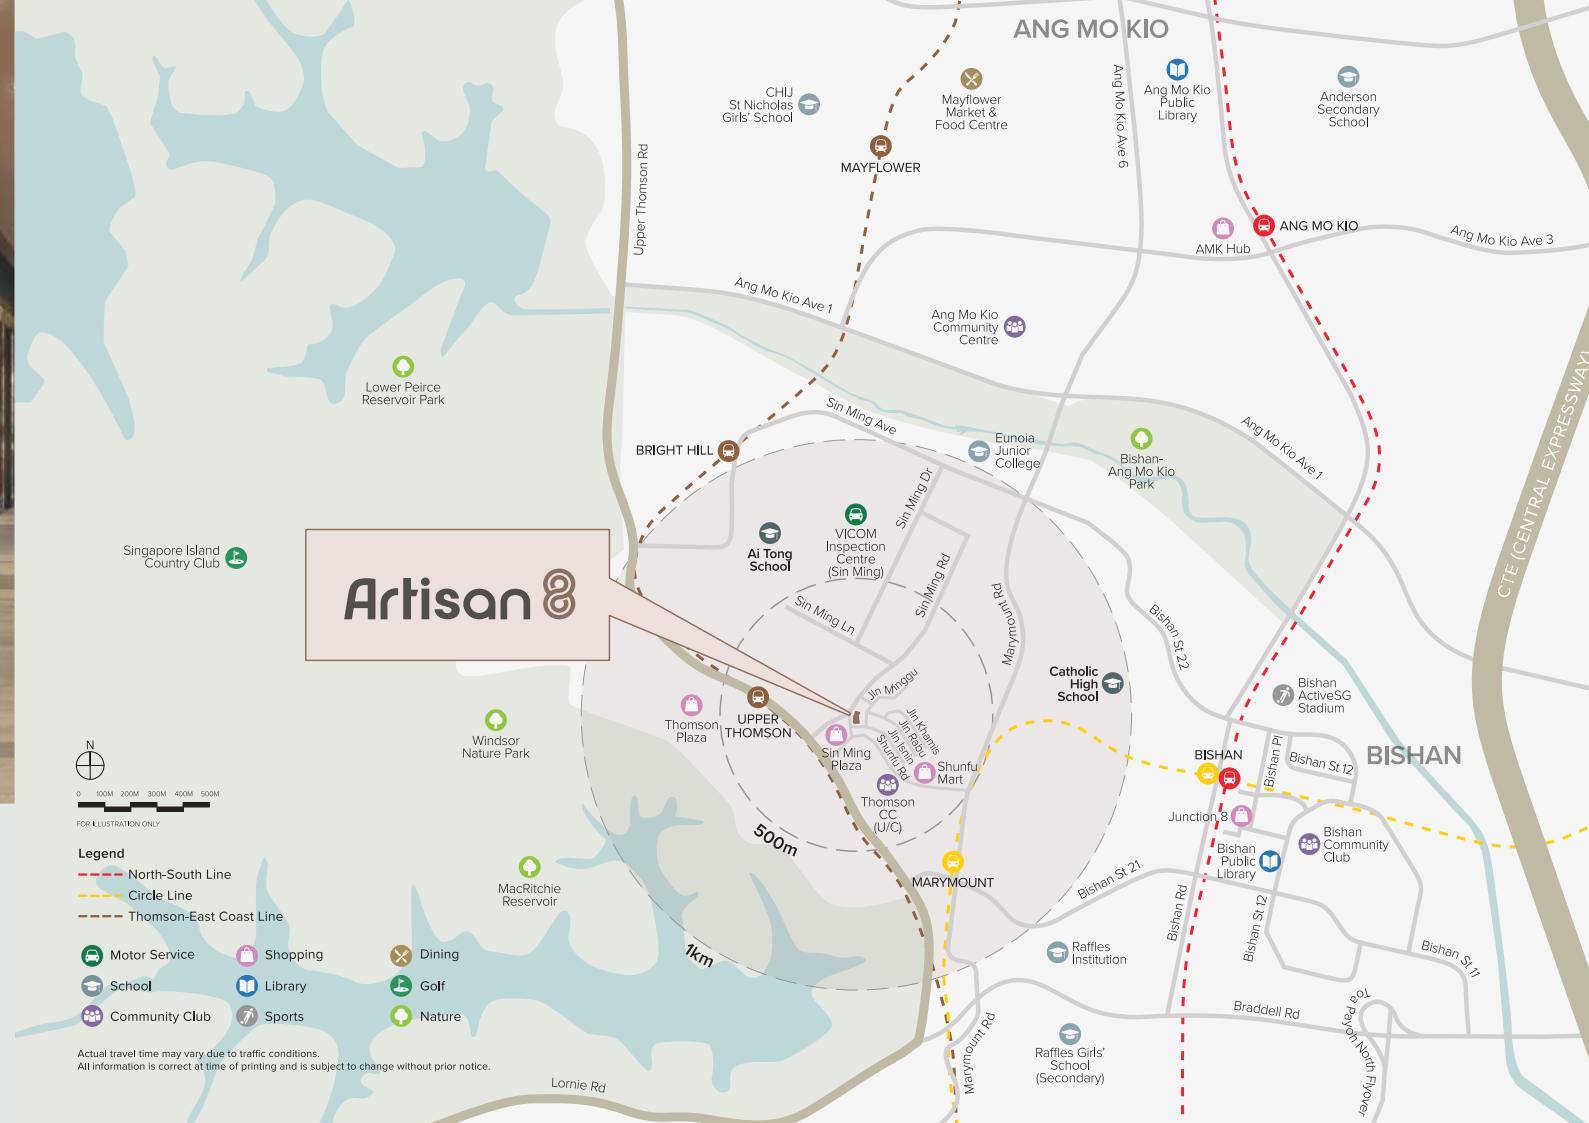 ANG MO KIO
CHIJ
St Nicholas
Girls' School
Mayflower
Market &
Food Centre
Ang Mo Kio Ave 6
Ang Mo Kio
Public
Library
Anderson
Secondary
School
MAYFLOWER
Upper Thomson Rd
AMK Hub
ANG MO KIO
Ang Mo Kio Ave 3
Ang Mo Kio Ave 1
Ang Mo Kio
Community
Centre
Lower Peirce
Reservoir Park
CTE (CENTRAL EXPRESSWAY)
Sin Ming Ave
BRIGHT HILL
Eunoia
Junior
College
Bishan-
Ang Mo Kio
Park
Ang Mo Kio Ave 1
Sin Ming Dr
Singapore Island
Country Club
Ai Tong
School
VICOM
Inspection
Centre
(Sin Ming)
Artisan 8
Sin Ming Rd
Sin Ming Ln
Marymount Rd
Bishan St 22
Catholic
High
School
Bishan
ActiveSG
Stadium
Jln Minggu
Windsor
Nature Park
Thomson
Plaza
UPPER
THOMSON
Jln Khamis
Jln Rabu
Jln Isnin
Shunfu Rd
Sin Ming
Plaza
Shunfu
Mart
BISHAN
Bishan Pl
Bishan St 12
BISHAN
N
0 100M 200M 300M 400M 500M
FOR ILLUSTRATION ONLY
Thomson
CC
(U/C)
500m
Junction 8
Bishan
Community
Club
Bishan
Public
Library
MARYMOUNT
Bishan St 21
Bishan Rd
Bishan St 12
MacRitchie
Reservoir
1km
Raffles
Institution
Bishan St 11
Legend
North-South Line
Circle Line
Thomson-East Coast Line
Motor Service
Shopping
Dining
School
Library
Golf
Community Club
Sports
Nature
Braddell Rd
Toa Payoh North Flyover
Marymount Rd
Raffles Girls'
School
(Secondary)
Lornie Rd
Actual travel time may vary due to traffic conditions.
All information is correct at time of printing and is subject to change without prior notice.